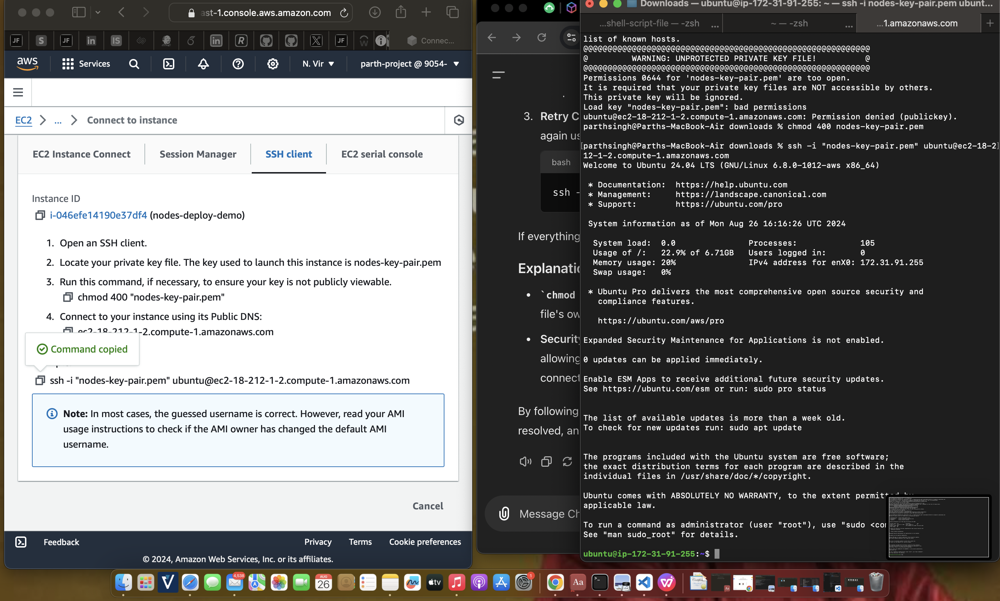 ast-1.console.aws.amazon.com
JF
S
JF
in
IS
in
R
X
JF
W
Connec...
aws
Services
N. Vir
parth-project @ 9054-
EC2
...
Connect to instance
EC2 Instance Connect
Session Manager
SSH client
EC2 serial console
Instance ID
i-046efe14190e37df4 (nodes-deploy-demo)
1. Open an SSH client.
2. Locate your private key file. The key used to launch this instance is nodes-key-pair.pem
3. Run this command, if necessary, to ensure your key is not publicly viewable.
chmod 400 "nodes-key-pair.pem"
4. Connect to your instance using its Public DNS:
ec2-18-212-1-2.compute-1.amazonaws.com
Command copied
ssh -i "nodes-key-pair.pem" ubuntu@ec2-18-212-1-2.compute-1.amazonaws.com
Note: In most cases, the guessed username is correct. However, read your AMI
usage instructions to check if the AMI owner has changed the default AMI
username.
Cancel
Feedback
Privacy
Terms
Cookie preferences
© 2024, Amazon Web Services, Inc. or its affiliates.
3. Retry C
again us
bash
ssh -
If everything
Explanatio
• `chmod
file's ow
• Security
allowing
connect
By following
resolved, an
Message Ch
Downloads — ubuntu@ip-172-31-91-255: ~ — ssh -i nodes-key-pair.pem ubunt...
...shell-script-file — -zsh ...
~ — -zsh ...
...1.amazonaws.com
list of known hosts.
@@@@@@@@@@@@@@@@@@@@@@@@@@@@@@@@@@@@@@@@@@@@@@@@@@@@@@@@@@@
@         WARNING: UNPROTECTED PRIVATE KEY FILE!          @
@@@@@@@@@@@@@@@@@@@@@@@@@@@@@@@@@@@@@@@@@@@@@@@@@@@@@@@@@@@
Permissions 0644 for 'nodes-key-pair.pem' are too open.
It is required that your private key files are NOT accessible by others.
This private key will be ignored.
Load key "nodes-key-pair.pem": bad permissions
ubuntu@ec2-18-212-1-2.compute-1.amazonaws.com: Permission denied (publickey).
parthsingh@Parths-MacBook-Air downloads % chmod 400 nodes-key-pair.pem
[parthsingh@Parths-MacBook-Air downloads % ssh -i "nodes-key-pair.pem" ubuntu@ec2-18-2]
12-1-2.compute-1.amazonaws.com
Welcome to Ubuntu 24.04 LTS (GNU/Linux 6.8.0-1012-aws x86_64)
* Documentation:  https://help.ubuntu.com
* Management:     https://landscape.canonical.com
* Support:        https://ubuntu.com/pro
System information as of Mon Aug 26 16:16:26 UTC 2024
System load:  0.0               Processes:             105
Usage of /:   22.9% of 6.71GB   Users logged in:       0
Memory usage: 20%               IPv4 address for enX0: 172.31.91.255
Swap usage:   0%
* Ubuntu Pro delivers the most comprehensive open source security and
compliance features.
https://ubuntu.com/aws/pro
Expanded Security Maintenance for Applications is not enabled.
0 updates can be applied immediately.
Enable ESM Apps to receive additional future security updates.
See https://ubuntu.com/esm or run: sudo pro status
The list of available updates is more than a week old.
To check for new updates run: sudo apt update
The programs included with the Ubuntu system are free software;
the exact distribution terms for each program are described in the
individual files in /usr/share/doc/*/copyright.
Ubuntu comes with ABSOLUTELY NO WARRANTY, to the extent permitted by
applicable law.
To run a command as administrator (user "root"), use "sudo <co
See "man sudo_root" for details.
ubuntu@ip-172-31-91-255:~$
4,538
AUG
26
tv
1
Aa